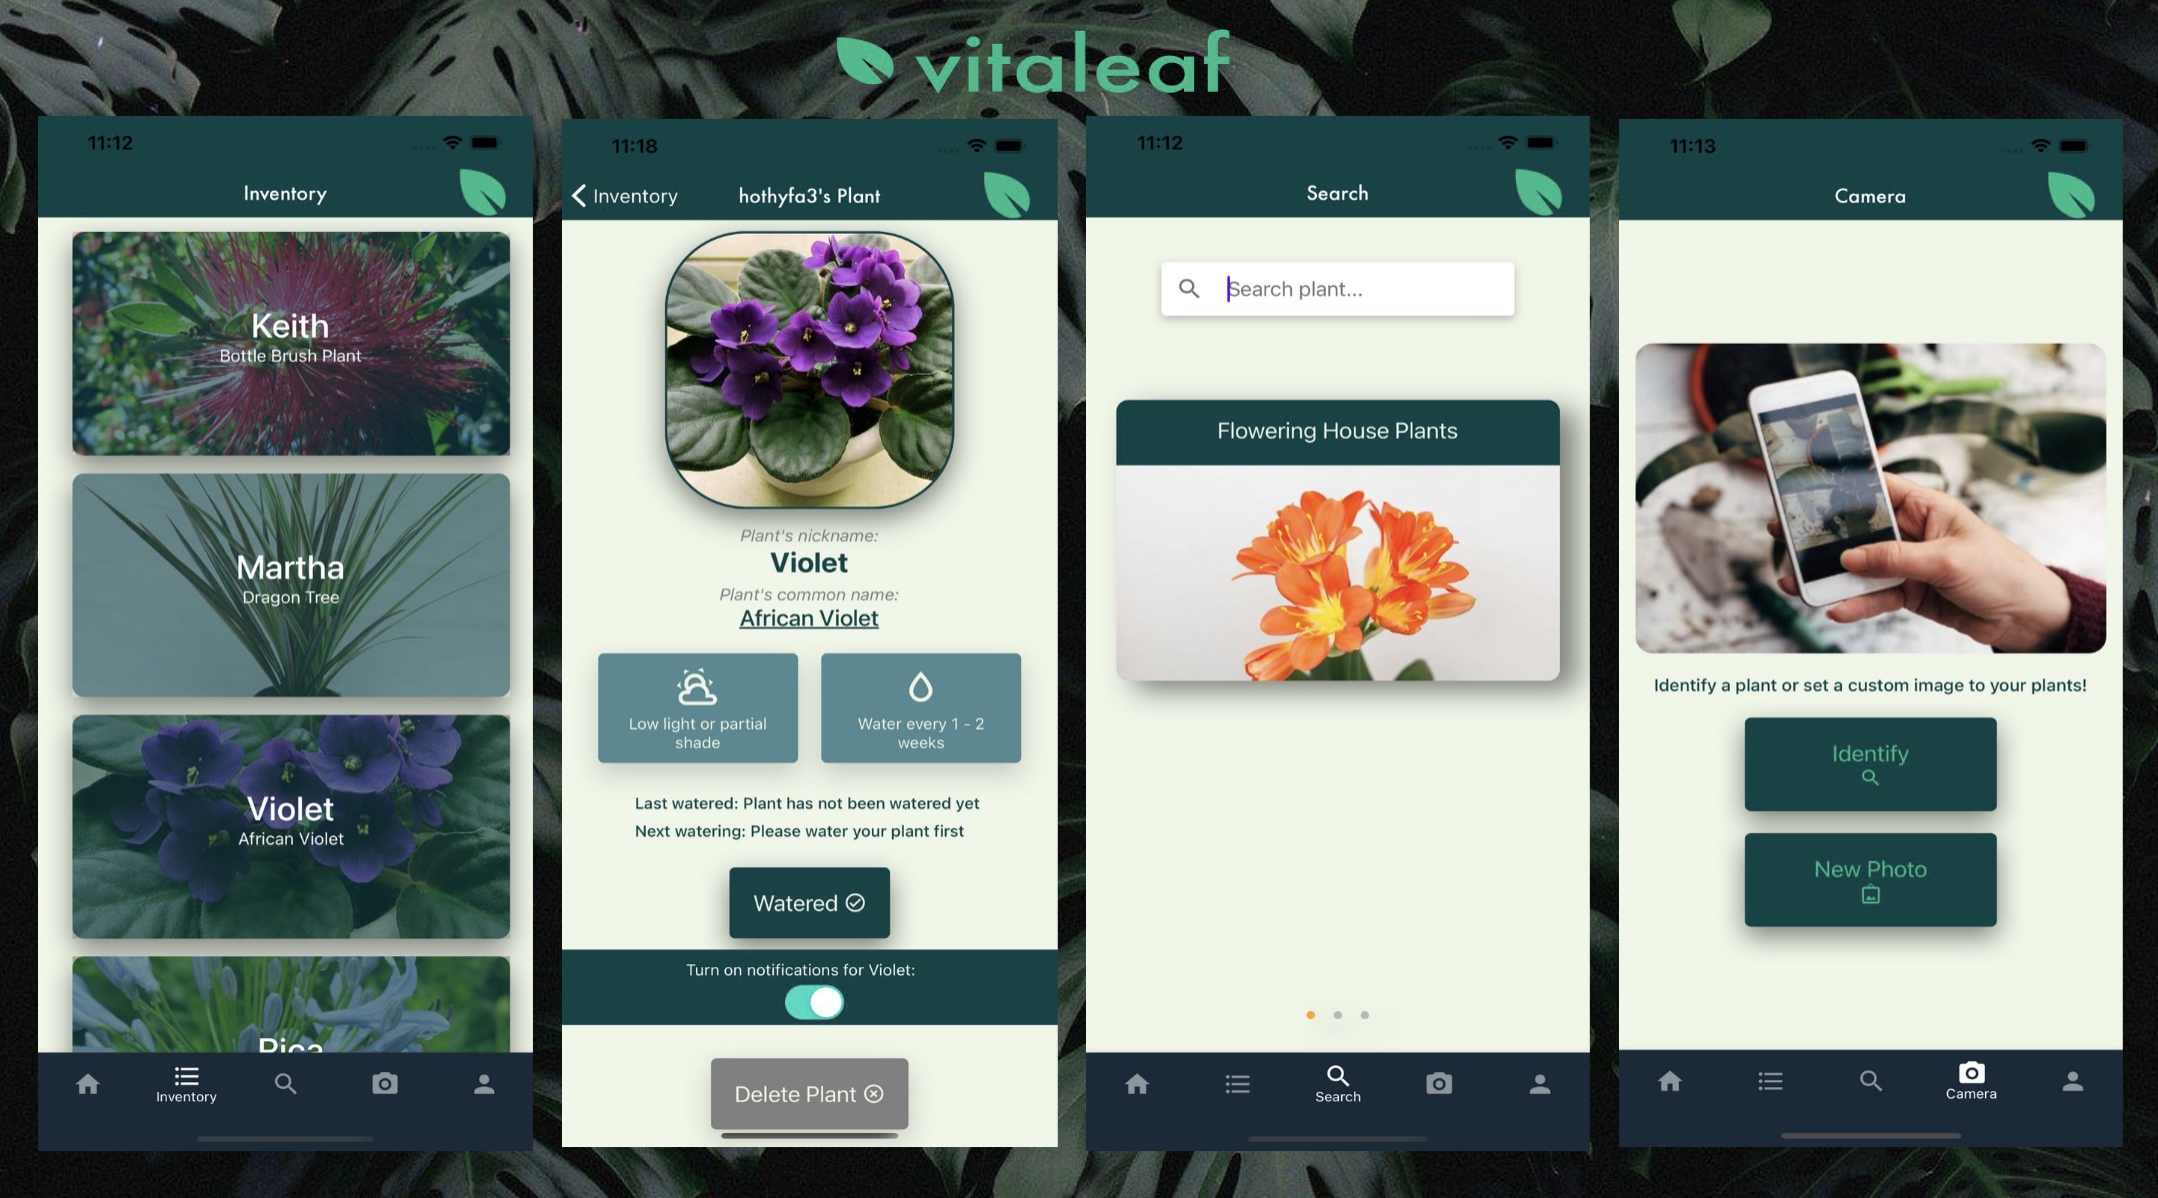 vitaleaf
11:12
Inventory
Keith
Bottle Brush Plant
Martha
Dragon Tree
Violet
African Violet
Inventory
11:18
Inventory
hothyfa3's Plant
Plant's nickname:
Violet
Plant's common name:
African Violet
Low light or partial
shade
Water every 1 - 2
weeks
Last watered: Plant has not been watered yet
Next watering: Please water your plant first
Watered
Turn on notifications for Violet:
Delete Plant
11:12
Search
Search plant...
Flowering House Plants
Search
11:13
Camera
Identify a plant or set a custom image to your plants!
Identify
New Photo
Camera